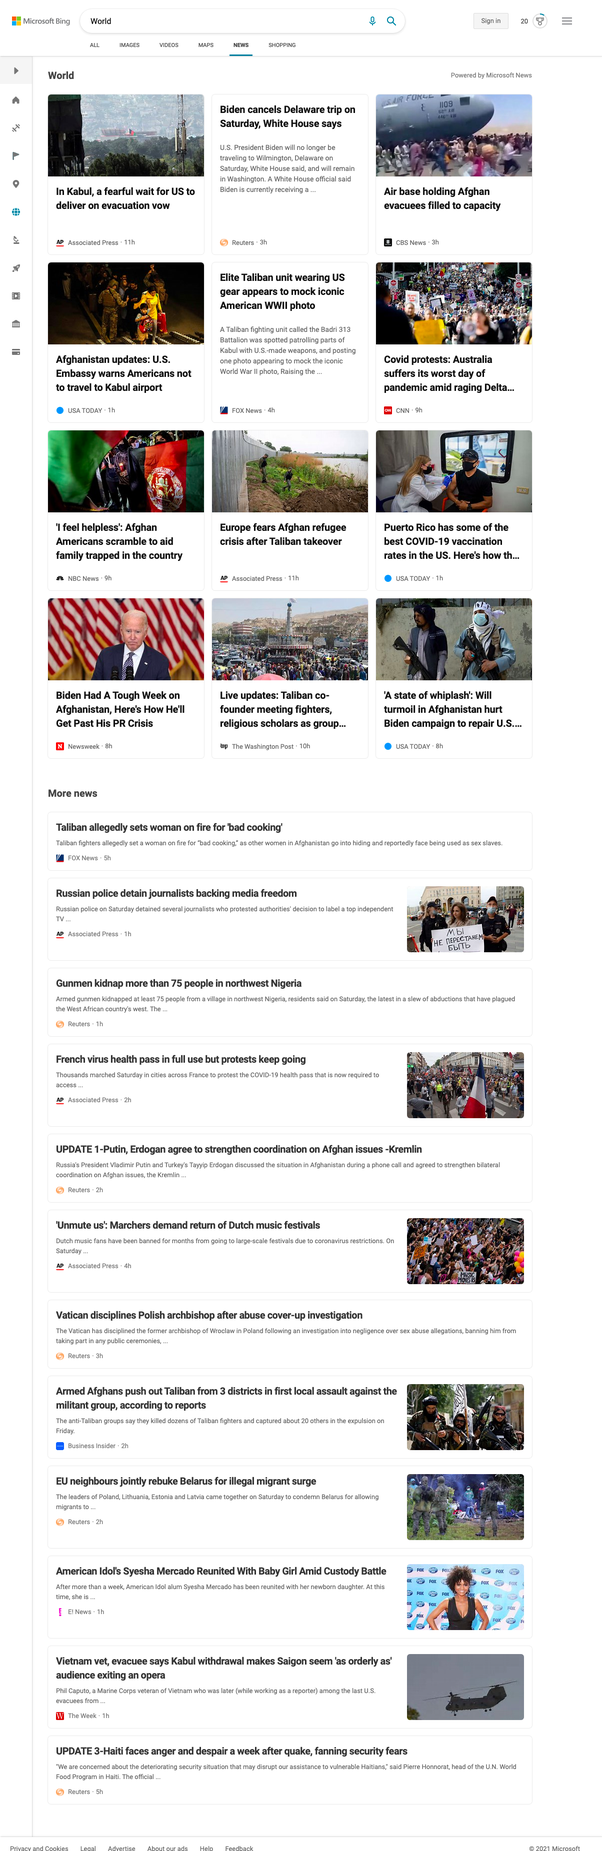 Microsoft Bing
World
Sign in
20
ALL
IMAGES
VIDEOS
MAPS
NEWS
SHOPPING
World
Powered by Microsoft News
In Kabul, a fearful wait for US to
deliver on evacuation vow
AP Associated Press · 11h
Biden cancels Delaware trip on
Saturday, White House says
U.S. President Biden will no longer be
traveling to Wilmington, Delaware on
Saturday, White House said, and will remain
in Washington. A White House official said
Biden is currently receiving a ...
Reuters · 3h
Air base holding Afghan
evacuees filled to capacity
CBS News · 3h
Afghanistan updates: U.S.
Embassy warns Americans not
to travel to Kabul airport
USA TODAY · 1h
Elite Taliban unit wearing US
gear appears to mock iconic
American WWII photo
A Taliban fighting unit called the Badri 313
Battalion was spotted patrolling parts of
Kabul with U.S.-made weapons, and posting
one photo appearing to mock the iconic
World War II photo, Raising the ...
FOX News · 4h
Covid protests: Australia
suffers its worst day of
pandemic amid raging Delta...
CNN · 9h
'I feel helpless': Afghan
Americans scramble to aid
family trapped in the country
NBC News · 9h
Europe fears Afghan refugee
crisis after Taliban takeover
AP Associated Press · 11h
Puerto Rico has some of the
best COVID-19 vaccination
rates in the US. Here's how th...
USA TODAY · 1h
Biden Had A Tough Week on
Afghanistan, Here's How He'll
Get Past His PR Crisis
N Newsweek · 8h
Live updates: Taliban co-
founder meeting fighters,
religious scholars as group...
wp The Washington Post · 10h
'A state of whiplash': Will
turmoil in Afghanistan hurt
Biden campaign to repair U.S....
USA TODAY · 8h
More news
Taliban allegedly sets woman on fire for 'bad cooking'
Taliban fighters allegedly set a woman on fire for "bad cooking," as other women in Afghanistan go into hiding and reportedly face being used as sex slaves.
FOX News · 5h
Russian police detain journalists backing media freedom
Russian police on Saturday detained several journalists who protested authorities' decision to label a top independent
TV ...
AP Associated Press · 1h
МЫ
НЕ ПЕРЕСТАНЕМ
БЫТЬ
Gunmen kidnap more than 75 people in northwest Nigeria
Armed gunmen kidnapped at least 75 people from a village in northwest Nigeria, residents said on Saturday, the latest in a slew of abductions that have plagued
the West African country's west. The ...
Reuters · 1h
French virus health pass in full use but protests keep going
Thousands marched Saturday in cities across France to protest the COVID-19 health pass that is now required to
access ...
AP Associated Press · 2h
UPDATE 1-Putin, Erdogan agree to strengthen coordination on Afghan issues -Kremlin
Russia's President Vladimir Putin and Turkey's Tayyip Erdogan discussed the situation in Afghanistan during a phone call and agreed to strengthen bilateral
coordination on Afghan issues, the Kremlin ...
Reuters · 2h
'Unmute us': Marchers demand return of Dutch music festivals
Dutch music fans have been banned for months from going to large-scale festivals due to coronavirus restrictions. On
Saturday ...
AP Associated Press · 4h
Vatican disciplines Polish archbishop after abuse cover-up investigation
The Vatican has disciplined the former archbishop of Wroclaw in Poland following an investigation into negligence over sex abuse allegations, banning him from
taking part in any public ceremonies, ...
Reuters · 3h
Armed Afghans push out Taliban from 3 districts in first local assault against the
militant group, according to reports
The anti-Taliban groups say they killed dozens of Taliban fighters and captured about 20 others in the expulsion on
Friday.
Business Insider · 2h
EU neighbours jointly rebuke Belarus for illegal migrant surge
The leaders of Poland, Lithuania, Estonia and Latvia came together on Saturday to condemn Belarus for allowing
migrants to ...
Reuters · 2h
American Idol's Syesha Mercado Reunited With Baby Girl Amid Custody Battle
After more than a week, American Idol alum Syesha Mercado has been reunited with her newborn daughter. At this
time, she is ...
E! News · 1h
Vietnam vet, evacuee says Kabul withdrawal makes Saigon seem 'as orderly as'
audience exiting an opera
Phil Caputo, a Marine Corps veteran of Vietnam who was later (while working as a reporter) among the last U.S.
evacuees from ...
The Week · 1h
UPDATE 3-Haiti faces anger and despair a week after quake, fanning security fears
"We are concerned about the deteriorating security situation that may disrupt our assistance to vulnerable Haitians," said Pierre Honnorat, head of the U.N. World
Food Program in Haiti. The official ...
Reuters · 5h
Privacy and Cookies
Legal
Advertise
About our ads
Help
Feedback
© 2021 Microsoft